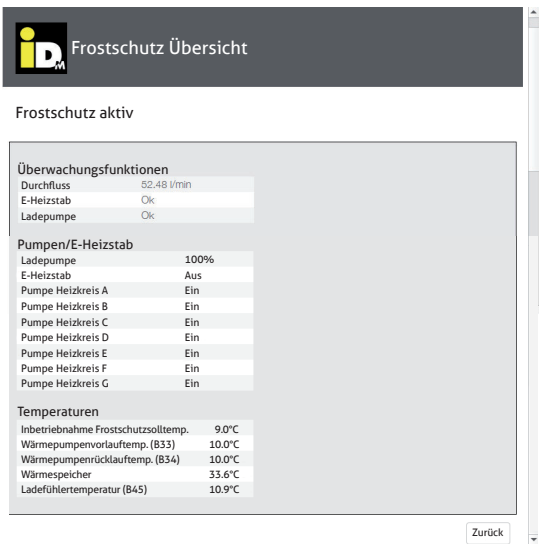 iDM Frostschutz Übersicht
Frostschutz aktiv
Überwachungsfunktionen
Durchfluss 52.48 l/min
E-Heizstab Ok
Ladepumpe Ok
Pumpen/E-Heizstab
Ladepumpe 100%
E-Heizstab Aus
Pumpe Heizkreis A Ein
Pumpe Heizkreis B Ein
Pumpe Heizkreis C Ein
Pumpe Heizkreis D Ein
Pumpe Heizkreis E Ein
Pumpe Heizkreis F Ein
Pumpe Heizkreis G Ein
Temperaturen
Inbetriebnahme Frostschutzsolltemp. 9.0°C
Wärmepumpenvorlauftemp. (B33) 10.0°C
Wärmepumpenrücklauftemp. (B34) 10.0°C
Wärmespeicher 33.6°C
Ladefühlertemperatur (B45) 10.9°C
Zurück